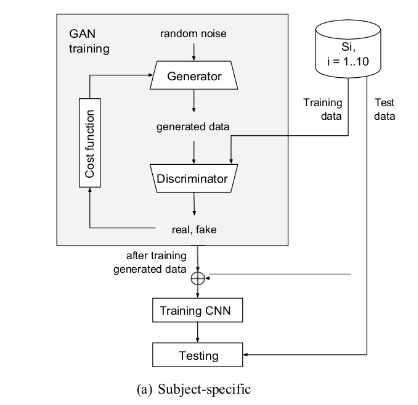 GAN
training
random noise
Generator
generated data
Cost function
Discriminator
real, fake
Si,
i = 1..10
Training
data
Test
data
after training
generated data
Training CNN
Testing
(a) Subject-specific